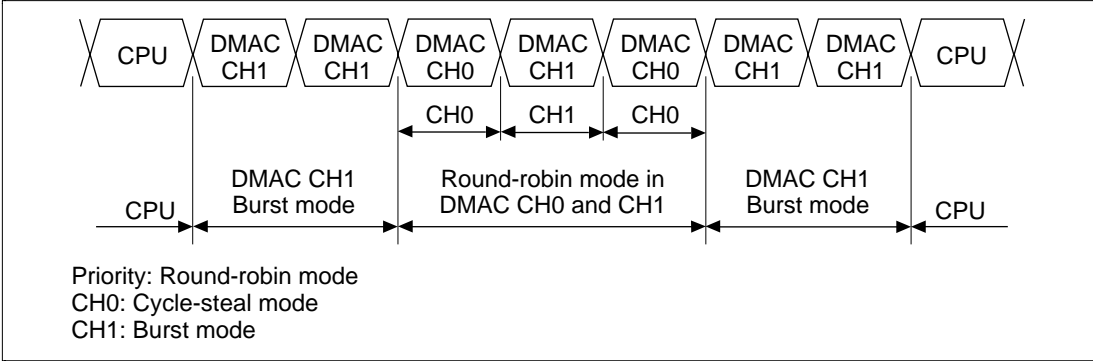 CPU DMAC CH1 DMAC CH1 DMAC CH0 DMAC CH1 DMAC CH0 DMAC CH1 DMAC CH1 CPU
CH0 CH1 CH0
DMAC CH1
Burst mode
Round-robin mode in
DMAC CH0 and CH1
DMAC CH1
Burst mode
CPU
CPU
Priority: Round-robin mode
CH0: Cycle-steal mode
CH1: Burst mode